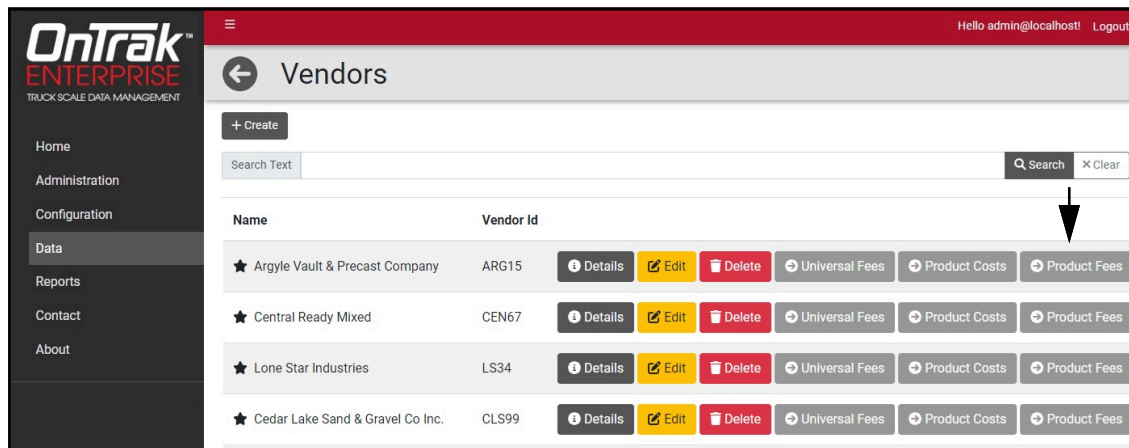 OnTrak™
ENTERPRISE
TRUCK SCALE DATA MANAGEMENT
Home
Administration
Configuration
Data
Reports
Contact
About
Hello admin@localhost! Logout
Vendors
+ Create
Search Text Search × Clear
Name Vendor Id
Argyle Vault & Precast Company ARG15 Details Edit Delete Universal Fees Product Costs Product Fees
Central Ready Mixed CEN67 Details Edit Delete Universal Fees Product Costs Product Fees
Lone Star Industries LS34 Details Edit Delete Universal Fees Product Costs Product Fees
Cedar Lake Sand & Gravel Co Inc. CLS99 Details Edit Delete Universal Fees Product Costs Product Fees